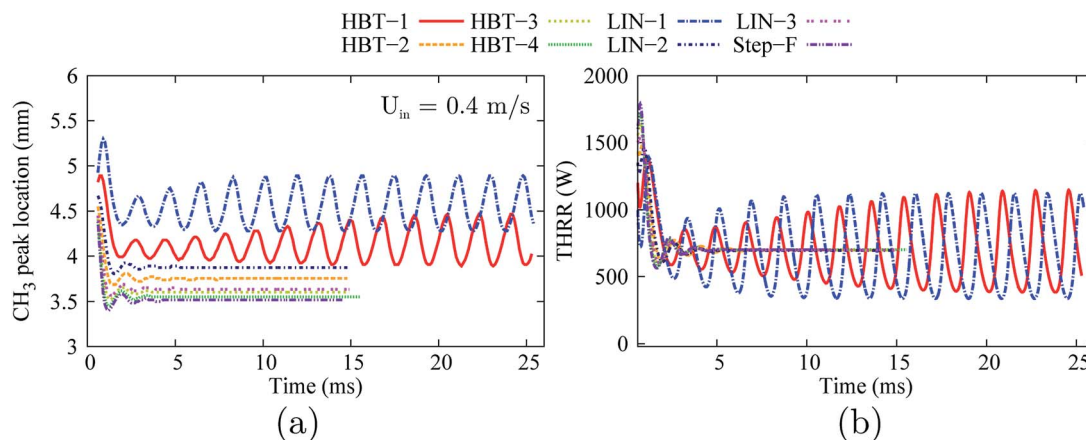 HBT−1 HBT−3 LIN−1 LIN−3
HBT−2 HBT−4 LIN−2 Step−F
6
5.5
5
4.5
4
3.5
3
CH3 peak location (mm)
U_in = 0.4 m/s
0 5 10 15 20 25
Time (ms)
(a)
2000
1500
1000
500
0
THRR (W)
5 10 15 20 25
Time (ms)
(b)